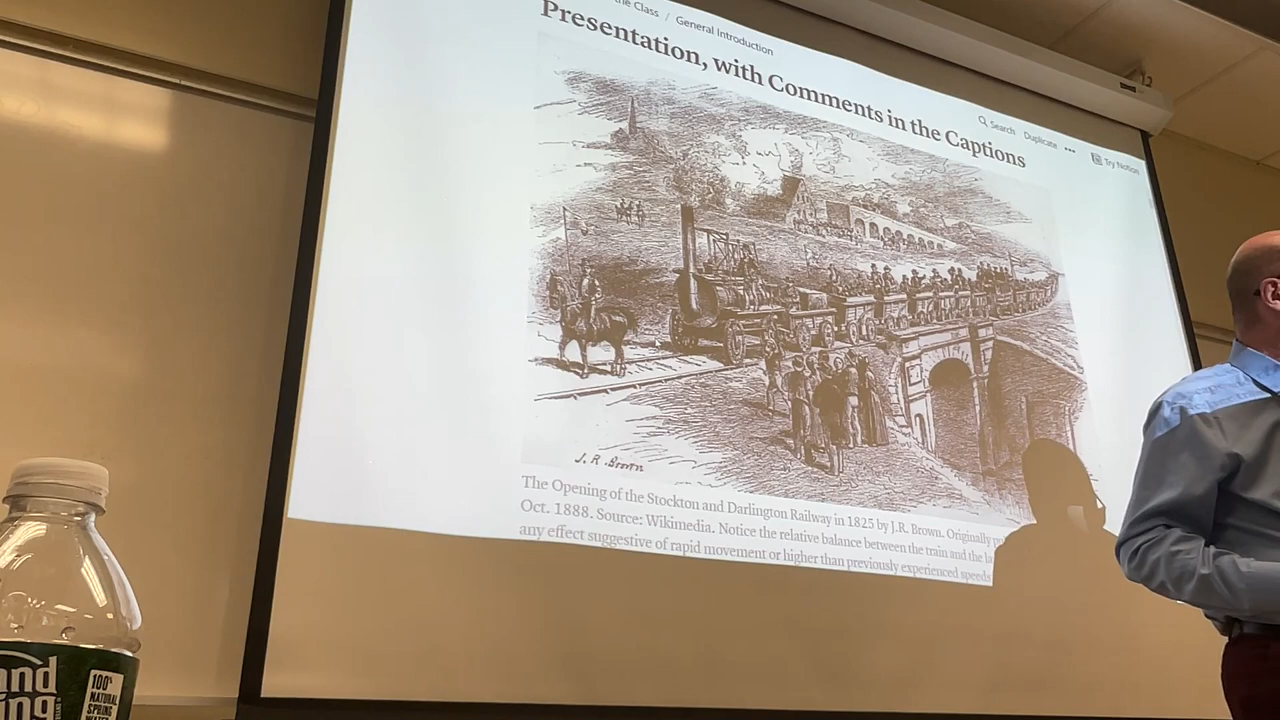 the Class / General Introduction
Presentation, with Comments in the Captions
Search Duplicate ••• Try Notion
J. R. Brown
The Opening of the Stockton and Darlington Railway in 1825 by J.R. Brown. Originally
Oct. 1888. Source: Wikimedia. Notice the relative balance between the train and the
any effect suggestive of rapid movement or higher than previously experienced speeds
100%
NATURAL
SPRING
WATER